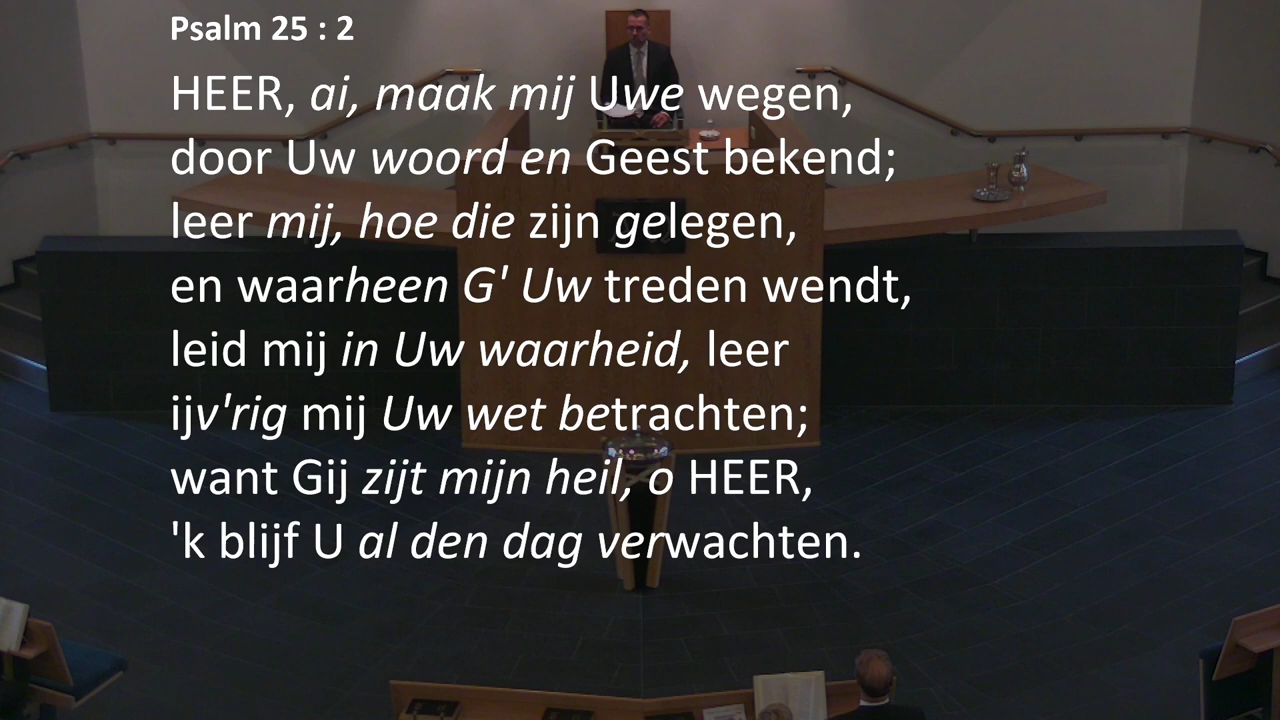 Psalm 25 : 2
HEER, ai, maak mij Uwe wegen,
door Uw woord en Geest bekend;
leer mij, hoe die zijn gelegen,
en waarheen G' Uw treden wendt,
leid mij in Uw waarheid, leer
ijv'rig mij Uw wet betrachten;
want Gij zijt mijn heil, o HEER,
'k blijf U al den dag verwachten.